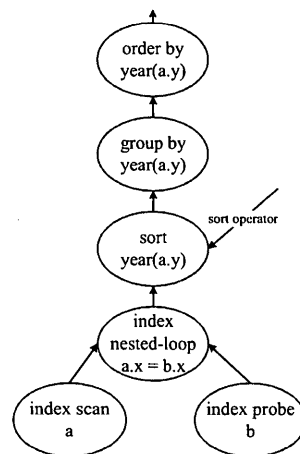 order by
year(a.y)
group by
year(a.y)
sort operator
sort
year(a.y)
index
nested-loop
a.x = b.x
index scan
a
index probe
b